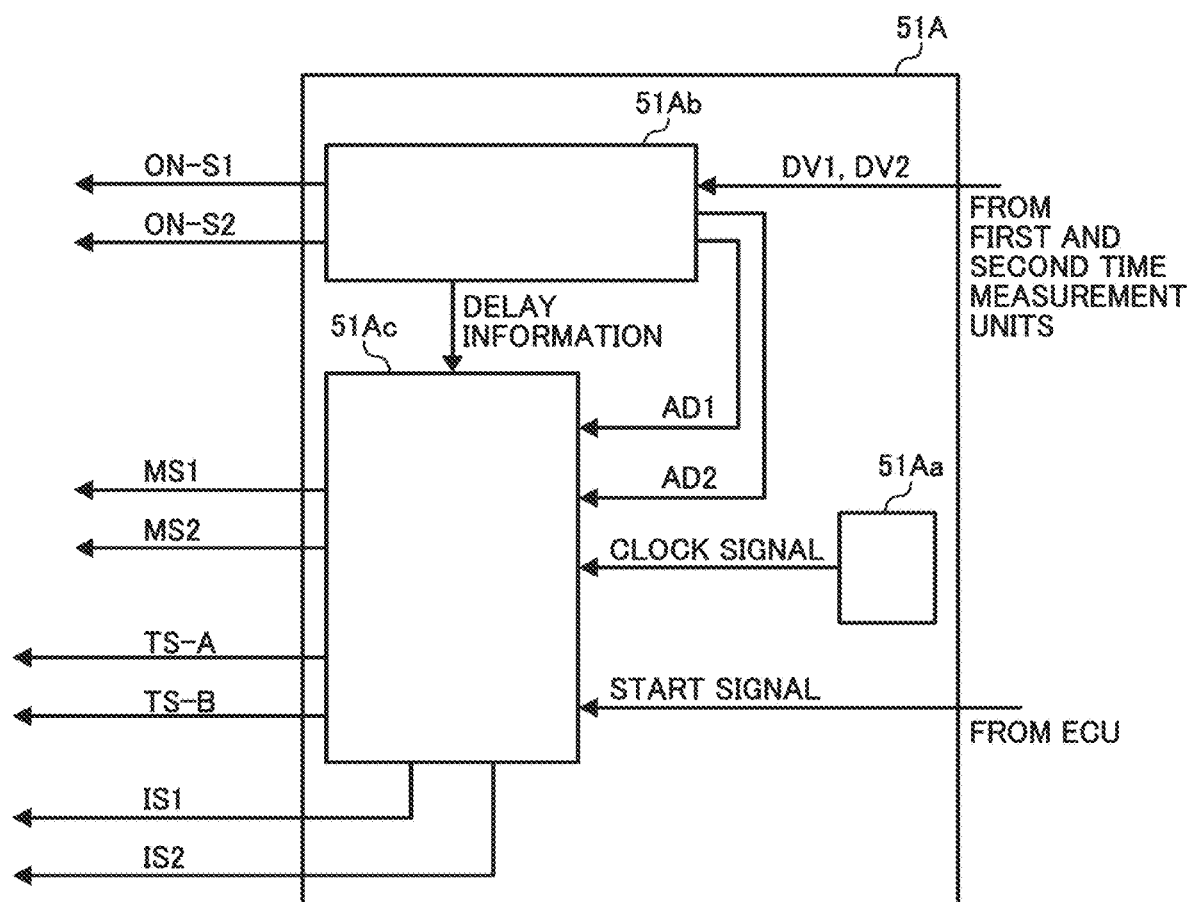 51A
51Ab
ON-S1
DV1, DV2
ON-S2
FROM
FIRST AND
SECOND TIME
MEASUREMENT
UNITS
DELAY
INFORMATION
51Ac
AD1
AD2
51Aa
MS1
MS2
CLOCK SIGNAL
TS-A
TS-B
START SIGNAL
FROM ECU
IS1
IS2